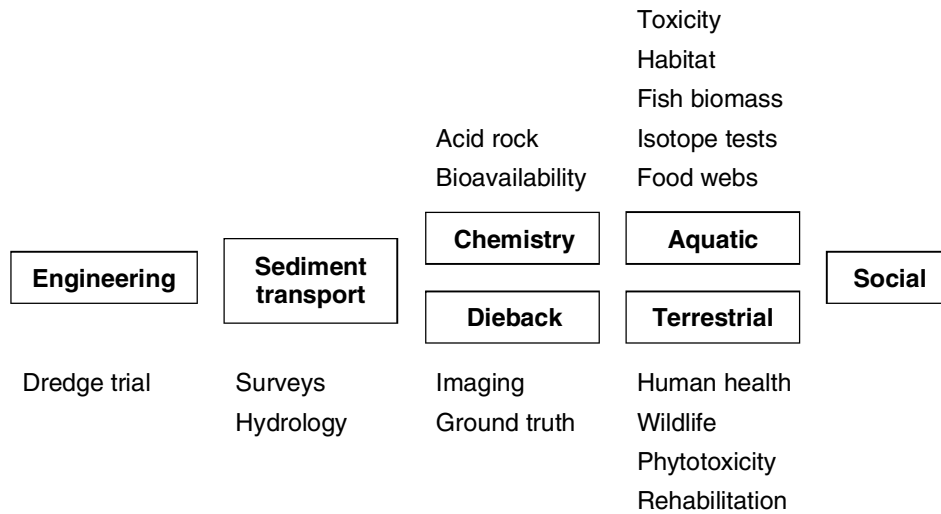 Toxicity
Habitat
Fish biomass
Acid rock
Isotope tests
Bioavailability
Food webs
Chemistry
Aquatic
Engineering
Sediment
transport
Social
Dieback
Terrestrial
Dredge trial
Surveys
Imaging
Human health
Hydrology
Ground truth
Wildlife
Phytotoxicity
Rehabilitation